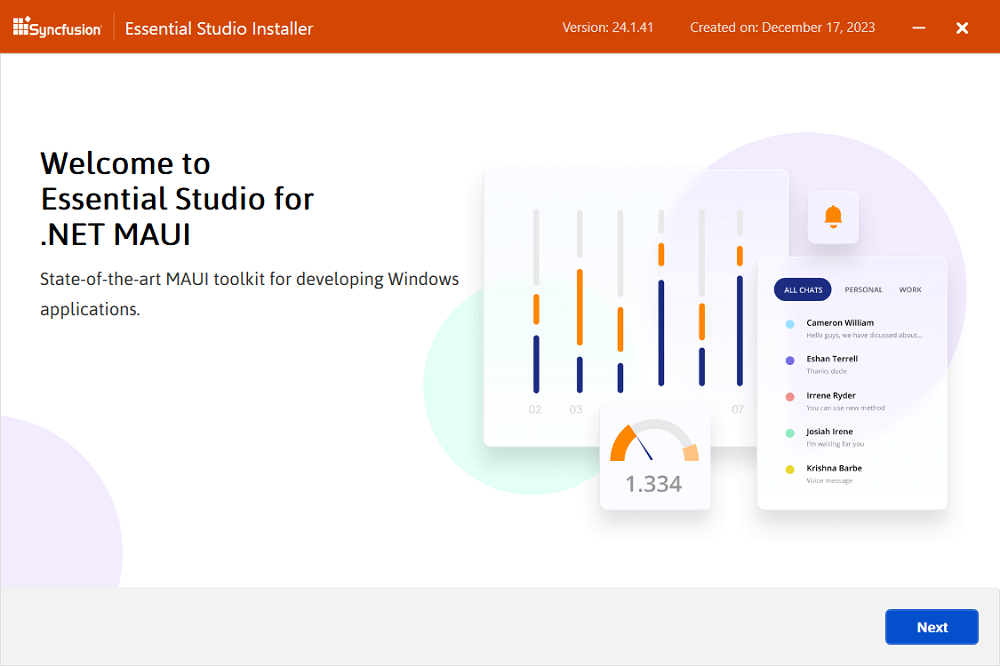 Syncfusion
Essential Studio Installer
Version: 24.1.41
Created on: December 17, 2023
Welcome to
Essential Studio for
.NET MAUI
State-of-the-art MAUI toolkit for developing Windows
applications.
02
03
07
1.334
ALL CHATS
PERSONAL
WORK
Cameron William
Hello guys, we have dicussed about...
Eshan Terrell
Thanks dude
Irrene Ryder
You can use new method
Josiah Irene
I'm waiting for you
Krishna Barbe
Voice message
Next